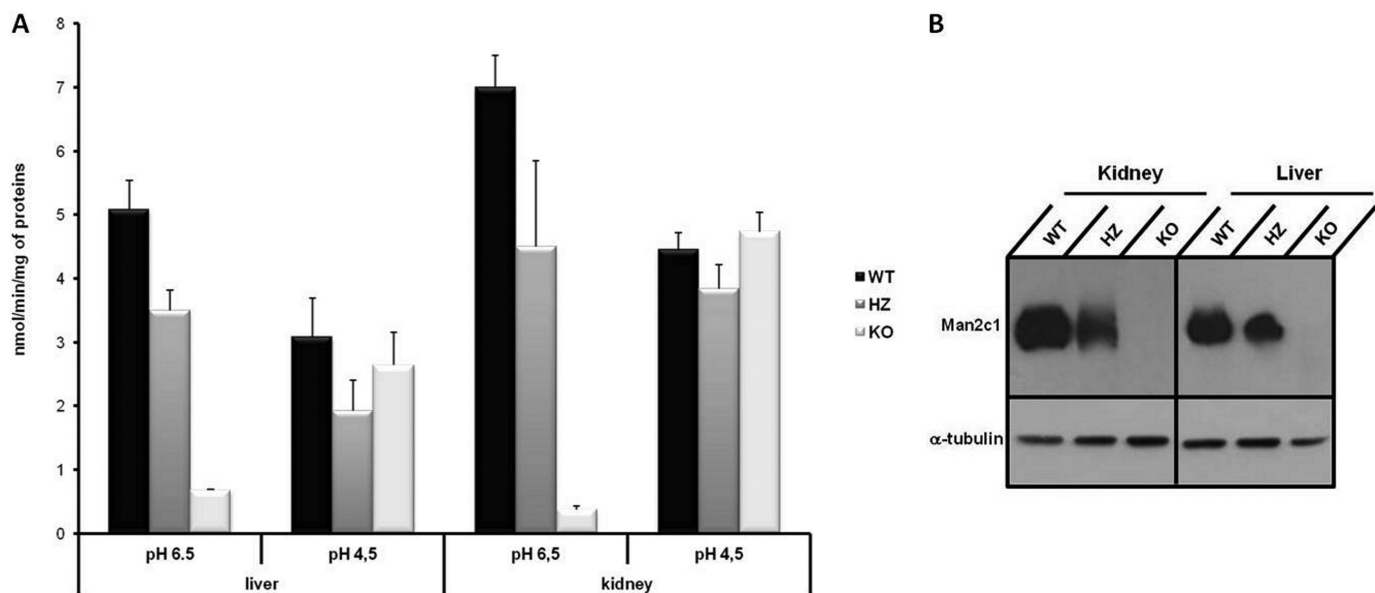 A
nmol/min/mg of proteins
8
7
6
5
4
3
2
1
0
pH 6.5
pH 4,5
pH 6,5
pH 4,5
liver
kidney
WT
HZ
KO
B
Kidney
Liver
WT
HZ
KO
WT
HZ
KO
Man2c1
α-tubulin